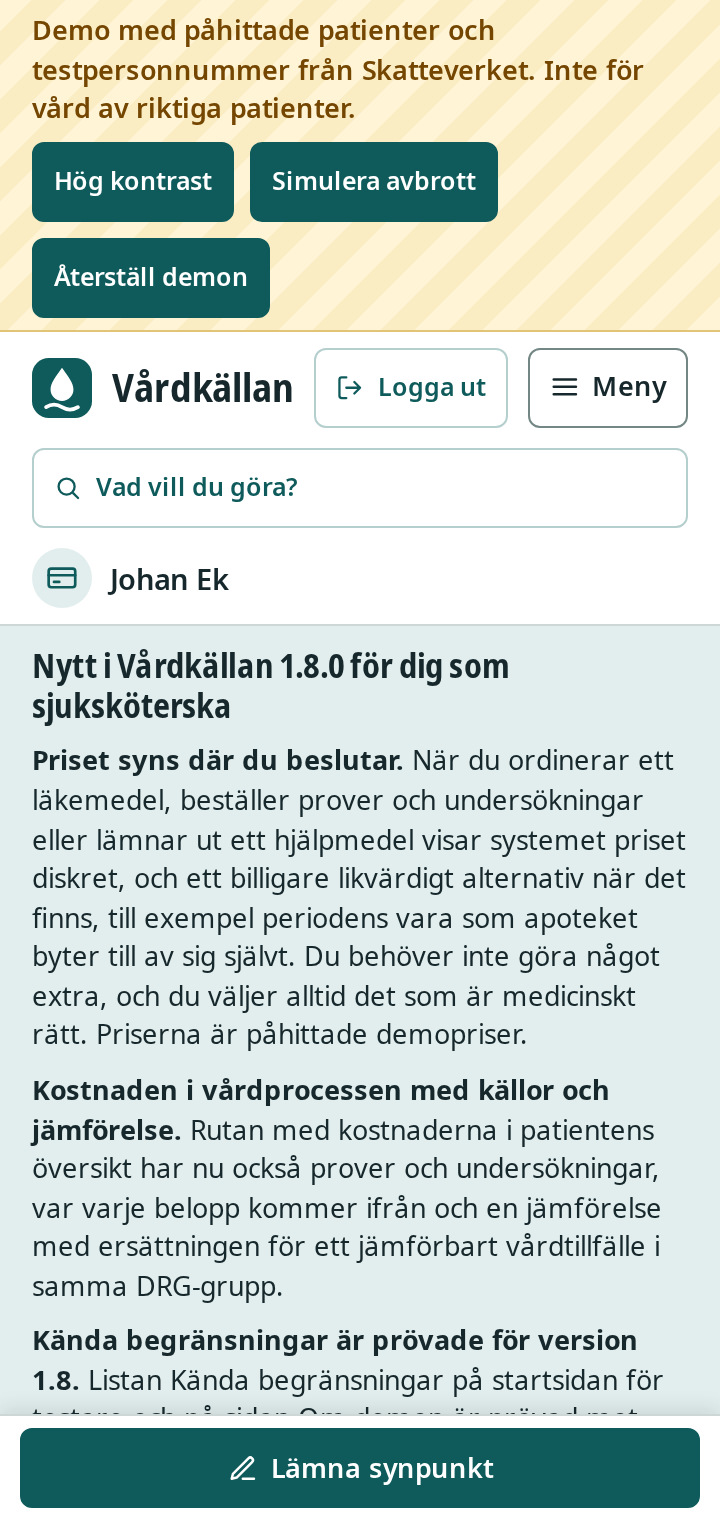 Demo med påhittade patienter och
testpersonnummer från Skatteverket. Inte för
vård av riktiga patienter.
Hög kontrast
Simulera avbrott
Återställ demon
Vårdkällan
Logga ut
Meny
Vad vill du göra?
Johan Ek
Nytt i Vårdkällan 1.8.0 för dig som
sjuksköterska
Priset syns där du beslutar. När du ordinerar ett
läkemedel, beställer prover och undersökningar
eller lämnar ut ett hjälpmedel visar systemet priset
diskret, och ett billigare likvärdigt alternativ när det
finns, till exempel periodens vara som apoteket
byter till av sig självt. Du behöver inte göra något
extra, och du väljer alltid det som är medicinskt
rätt. Priserna är påhittade demopriser.
Kostnaden i vårdprocessen med källor och
jämförelse. Rutan med kostnaderna i patientens
översikt har nu också prover och undersökningar,
var varje belopp kommer ifrån och en jämförelse
med ersättningen för ett jämförbart vårdtillfälle i
samma DRG-grupp.
Kända begränsningar är prövade för version
1.8. Listan Kända begränsningar på startsidan för
Lämna synpunkt